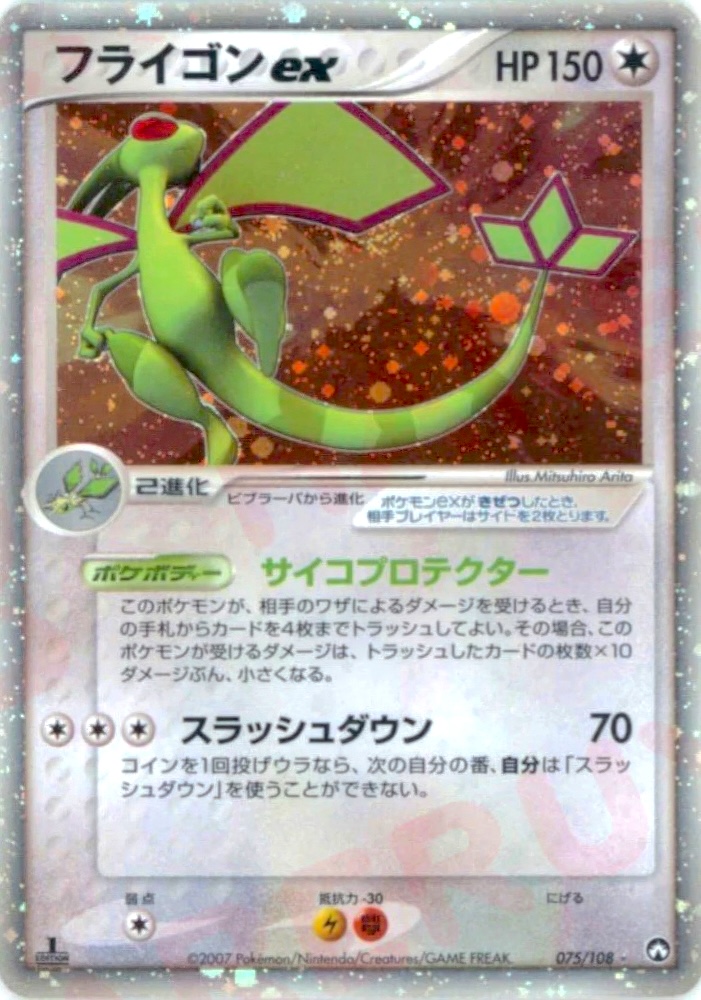 フライゴンex HP 150
Illus. Mitsuhiro Arita
2進化 ビブラーバから進化
ポケモンexがきぜつしたとき、
相手プレイヤーはサイドを2枚とります。
ポケボディー サイコプロテクター
このポケモンが、相手のワザによるダメージを受けるとき、自分
の手札からカードを4枚までトラッシュしてよい。その場合、この
ポケモンが受けるダメージは、トラッシュしたカードの枚数×10
ダメージぶん、小さくなる。
スラッシュダウン 70
コインを1回投げウラなら、次の自分の番、自分は「スラッ
シュダウン」を使うことができない。
弱点 抵抗力 -30 にげる
1 EDITION
©2007 Pokémon/Nintendo/Creatures/GAME FREAK. 075/108